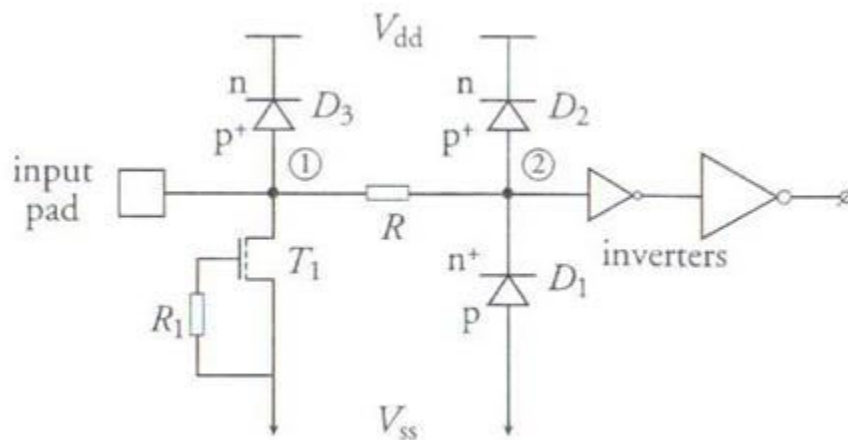 V_dd
n
D_3
p^+
n
D_2
p^+
①
②
input
pad
R
T_1
R_1
n^+
D_1
p
inverters
V_ss